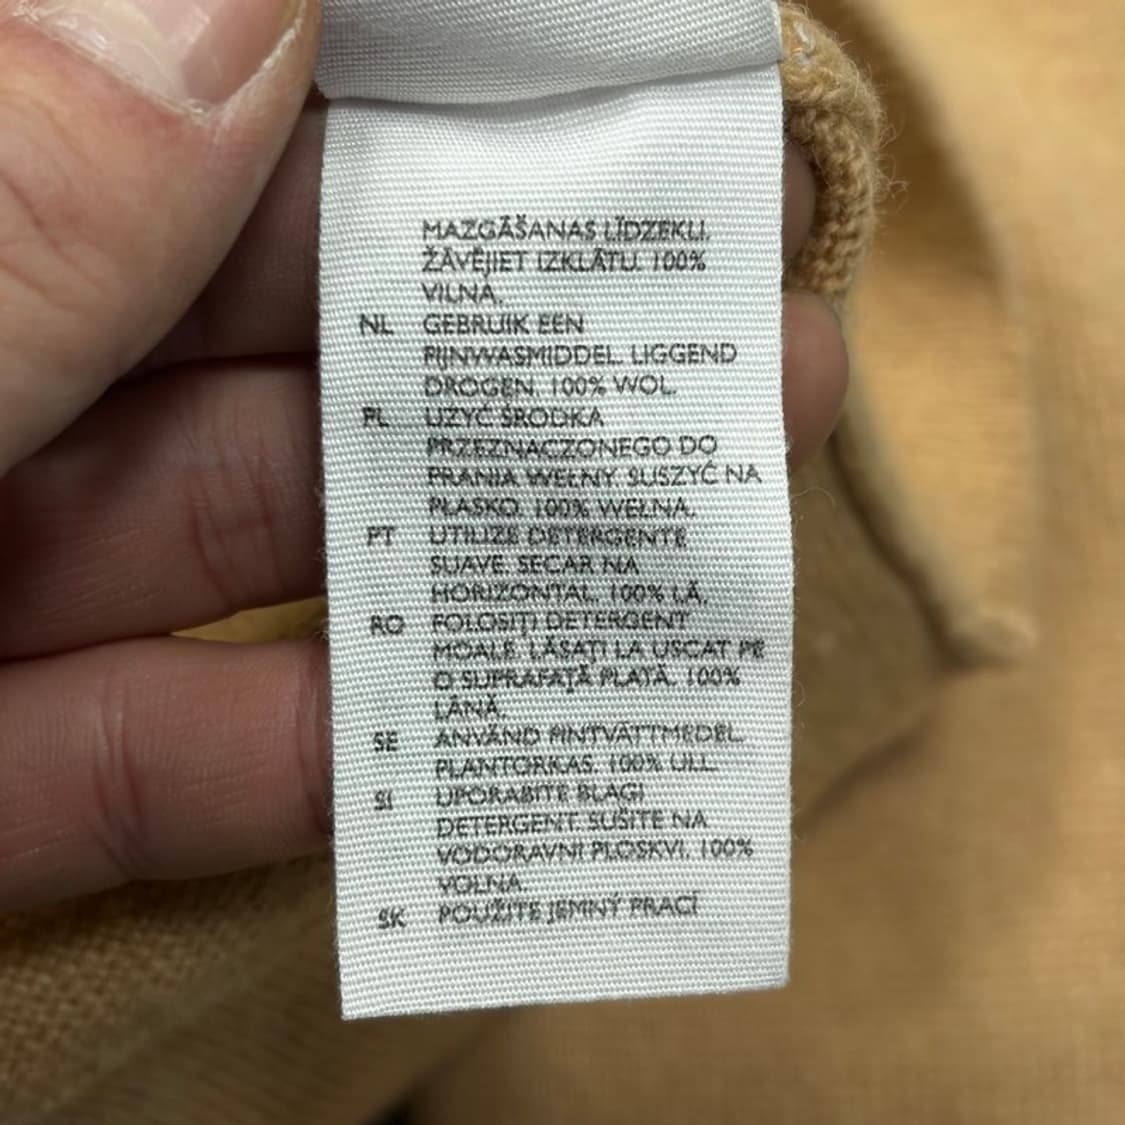 MAZGĀŠANAS LĪDZEKLI.
ŽĀVĒJIET IZKLĀTU. 100%
VILNA.
NL GEBRUIK EEN
FIJNWASMIDDEL. LIGGEND
DROGEN. 100% WOL.
PL UŻYĆ ŚRODKA
PRZEZNACZONEGO DO
PRANIA WEŁNY. SUSZYĆ NA
PŁASKO. 100% WEŁNA.
PT UTILIZE DETERGENTE
SUAVE. SECAR NA
HORIZONTAL. 100% LÃ.
RO FOLOSIȚI DETERGENT
MOALE. LĂSAȚI LA USCAT PE
O SUPRAFAȚĂ PLATĂ. 100%
LÂNĂ.
SE ANVÄND FINTVÄTTMEDEL.
PLANTORKAS. 100% ULL.
SI UPORABITE BLAGI
DETERGENT. SUŠITE NA
VODORAVNI PLOSKVI. 100%
VOLNA.
SK POUŽITE JEMNÝ PRACÍ